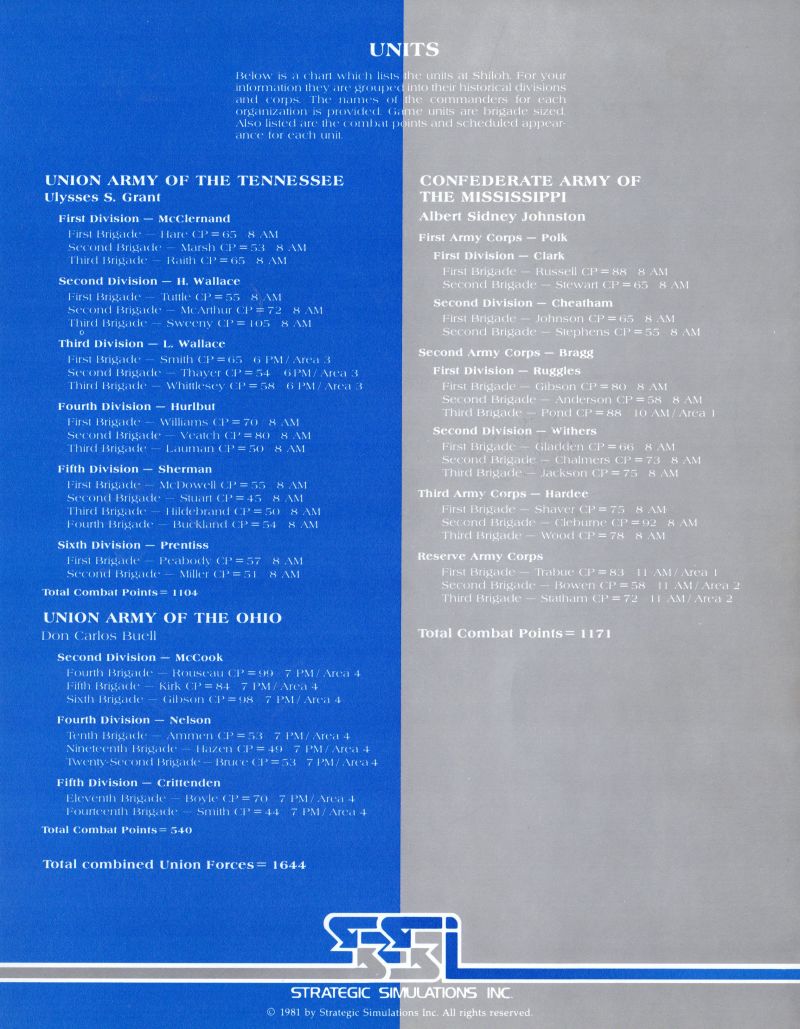 UNITS
Below is a chart which lists the units at Shiloh. For your
information they are grouped into their historical divisions
and corps. The names of the commanders for each
organization is provided. Game units are brigade sized.
Also listed are the combat points and scheduled appear-
ance for each unit.
UNION ARMY OF THE TENNESSEE
Ulysses S. Grant
First Division — McClernand
First Brigade — Hare CP = 65 8 AM
Second Brigade — Marsh CP = 53 8 AM
Third Brigade — Raith CP = 65 8 AM
Second Division — H. Wallace
First Brigade — Tuttle CP = 55 8 AM
Second Brigade — McArthur CP = 72 8 AM
Third Brigade — Sweeny CP = 105 8 AM
Third Division — L. Wallace
First Brigade — Smith CP = 65 6 PM / Area 3
Second Brigade — Thayer CP = 54 6 PM / Area 3
Third Brigade — Whittlesey CP = 58 6 PM / Area 3
Fourth Division — Hurlbut
First Brigade — Williams CP = 70 8 AM
Second Brigade — Veatch CP = 80 8 AM
Third Brigade — Lauman CP = 50 8 AM
Fifth Division — Sherman
First Brigade — McDowell CP = 55 8 AM
Second Brigade — Stuart CP = 45 8 AM
Third Brigade — Hildebrand CP = 50 8 AM
Fourth Brigade — Buckland CP = 54 8 AM
Sixth Division — Prentiss
First Brigade — Peabody CP = 57 8 AM
Second Brigade — Miller CP = 51 8 AM
Total Combat Points = 1104
UNION ARMY OF THE OHIO
Don Carlos Buell
Second Division — McCook
Fourth Brigade — Rouseau CP = 99 7 PM / Area 4
Fifth Brigade — Kirk CP = 84 7 PM / Area 4
Sixth Brigade — Gibson CP = 98 7 PM / Area 4
Fourth Division — Nelson
Tenth Brigade — Ammen CP = 53 7 PM / Area 4
Nineteenth Brigade — Hazen CP = 49 7 PM / Area 4
Twenty-Second Brigade — Bruce CP = 53 7 PM / Area 4
Fifth Division — Crittenden
Eleventh Brigade — Boyle CP = 70 7 PM / Area 4
Fourteenth Brigade — Smith CP = 44 7 PM / Area 4
Total Combat Points = 540
Total combined Union Forces = 1644
CONFEDERATE ARMY OF
THE MISSISSIPPI
Albert Sidney Johnston
First Army Corps — Polk
First Division — Clark
First Brigade — Russell CP = 88 8 AM
Second Brigade — Stewart CP = 65 8 AM
Second Division — Cheatham
First Brigade — Johnson CP = 65 8 AM
Second Brigade — Stephens CP = 55 8 AM
Second Army Corps — Bragg
First Division — Ruggles
First Brigade — Gibson CP = 80 8 AM
Second Brigade — Anderson CP = 58 8 AM
Third Brigade — Pond CP = 88 10 AM / Area 1
Second Division — Withers
First Brigade — Gladden CP = 66 8 AM
Second Brigade — Chalmers CP = 73 8 AM
Third Brigade — Jackson CP = 75 8 AM
Third Army Corps — Hardee
First Brigade — Shaver CP = 75 8 AM
Second Brigade — Cleburne CP = 92 8 AM
Third Brigade — Wood CP = 78 8 AM
Reserve Army Corps
First Brigade — Trabue CP = 83 11 AM / Area 1
Second Brigade — Bowen CP = 58 11 AM / Area 2
Third Brigade — Statham CP = 72 11 AM / Area 2
Total Combat Points = 1171
SSI
STRATEGIC SIMULATIONS INC.
© 1981 by Strategic Simulations Inc. All rights reserved.